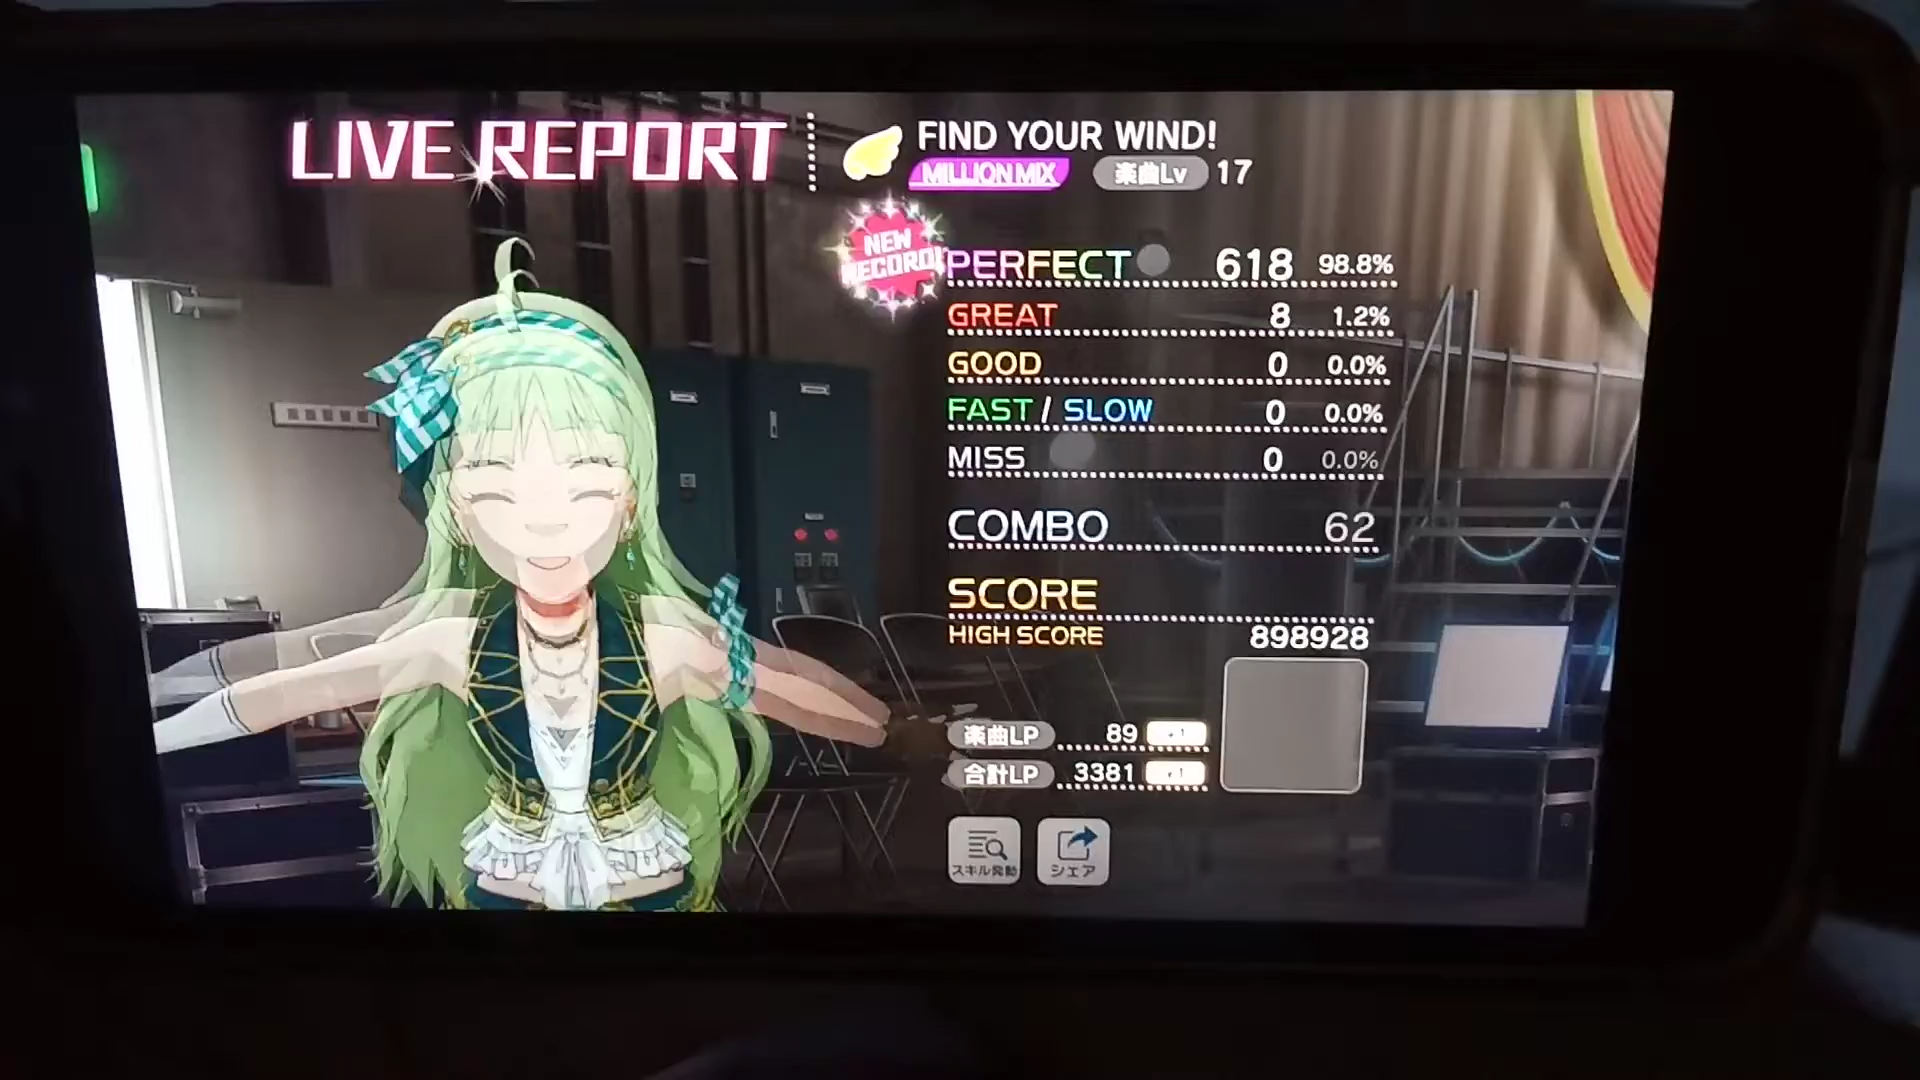 LIVE REPORT
FIND YOUR WIND!
MILLION MIX 楽曲Lv 17
NEW
RECORD!
PERFECT 618 98.8%
GREAT 8 1.2%
GOOD 0 0.0%
FAST / SLOW 0 0.0%
MISS 0 0.0%
COMBO 62
SCORE
HIGH SCORE 898928
楽曲LP 89 +1
合計LP 3381 +1
スキル発動 シェア